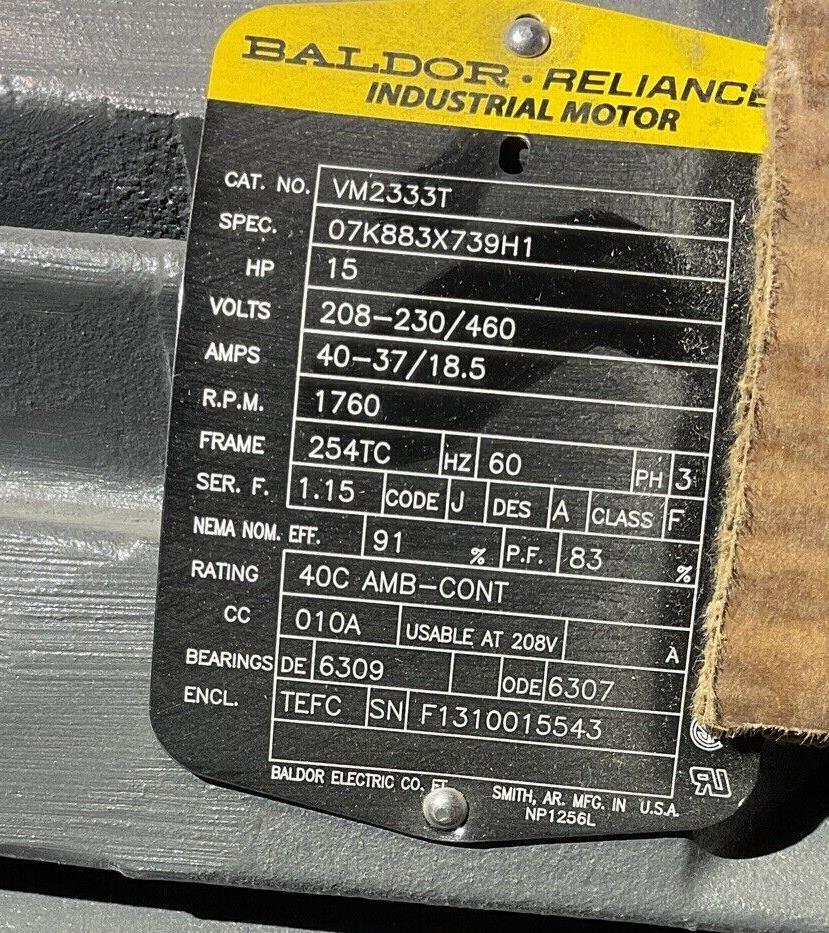 BALDOR • RELIANCE
INDUSTRIAL MOTOR
CAT. NO. VM2333T
SPEC. 07K883X739H1
HP 15
VOLTS 208-230/460
AMPS 40-37/18.5
R.P.M. 1760
FRAME 254TC HZ 60 PH 3
SER. F. 1.15 CODE J DES A CLASS F
NEMA NOM. EFF. 91 % P.F. 83 %
RATING 40C AMB-CONT
CC 010A USABLE AT 208V A
BEARINGS DE 6309 ODE 6307
ENCL. TEFC SN F1310015543
BALDOR ELECTRIC CO. FT. SMITH, AR. MFG. IN U.S.A.
NP1256L